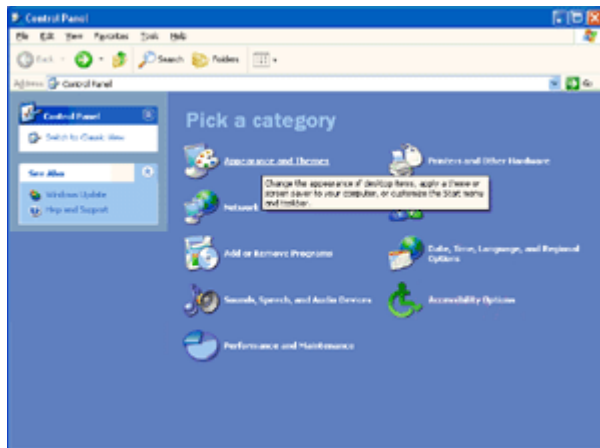 Control Panel
File Edit View Favorites Tools Help
Back Search Folders
Address Control Panel Go
Control Panel
Switch to Classic View
See Also
Windows Update
Help and Support
Pick a category
Appearance and Themes
Printers and Other Hardware
Change the appearance of desktop items, apply a theme or
screen saver to your computer, or customize the Start menu
and taskbar.
Network
Add or Remove Programs
Date, Time, Language, and Regional
Options
Sounds, Speech, and Audio Devices
Accessibility Options
Performance and Maintenance